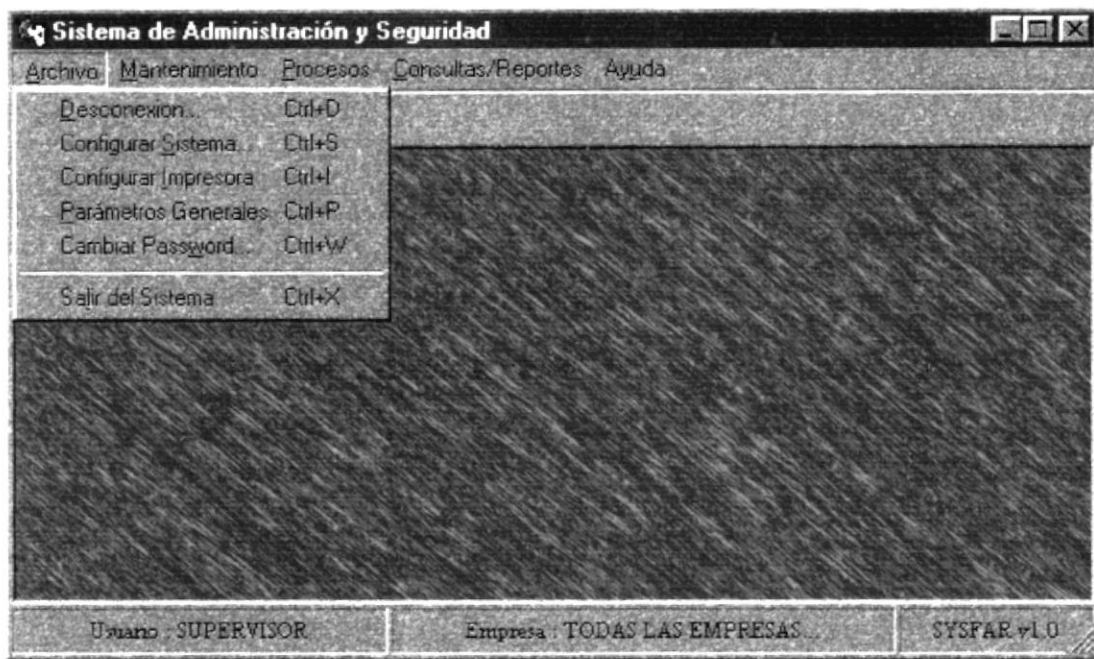 Sistema de Administración y Seguridad
Archivo Mantenimiento Procesos Consultas/Reportes Ayuda
Desconexion... Ctrl+D
Configurar Sistema... Ctrl+S
Configurar Impresora Ctrl+I
Parámetros Generales Ctrl+P
Cambiar Password... Ctrl+W
Salir del Sistema Ctrl+X
Usuario : SUPERVISOR Empresa : TODAS LAS EMPRESAS... SYSFAR v1.0